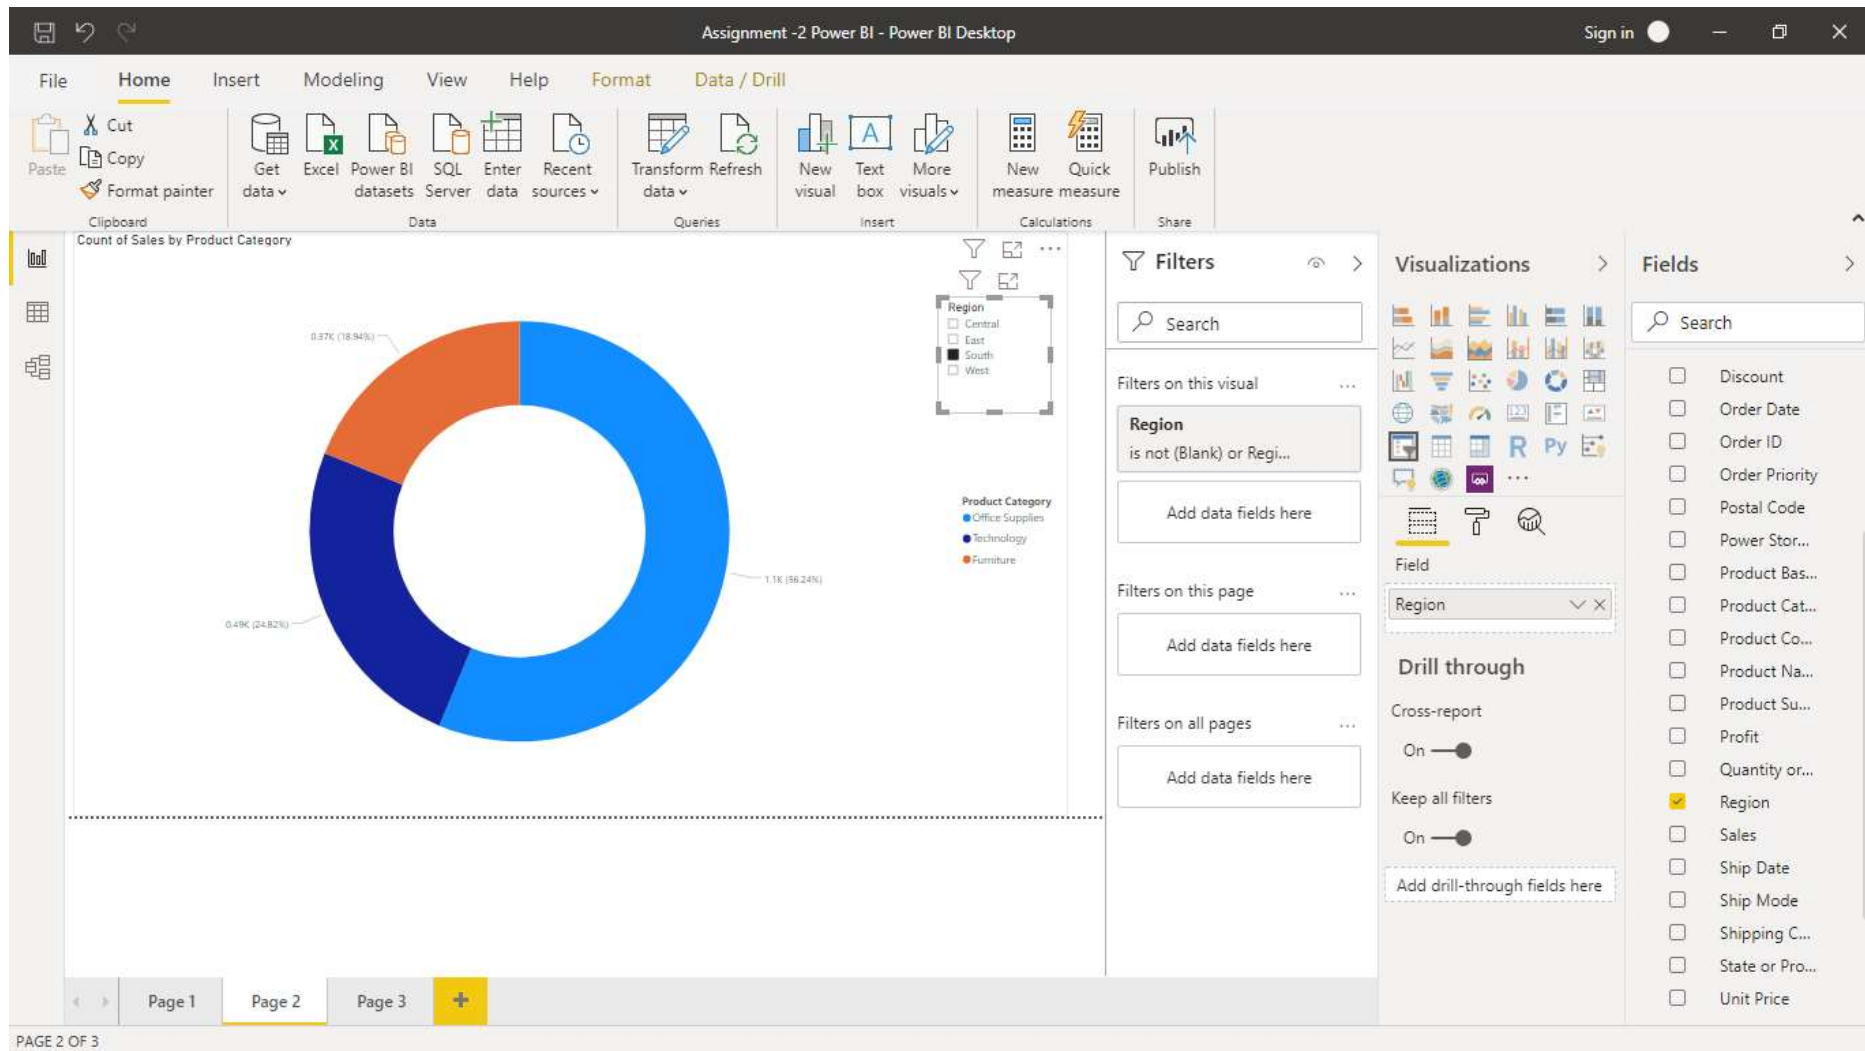 Assignment -2 Power BI - Power BI Desktop
Sign in
File
Home
Insert
Modeling
View
Help
Format
Data / Drill
Paste
Cut
Copy
Format painter
Clipboard
Get data
Excel
Power BI datasets
SQL Server
Enter data
Recent sources
Data
Transform data
Refresh
Queries
New visual
A
Text box
More visuals
Insert
New measure
Quick measure
Calculations
Publish
Share
Count of Sales by Product Category
0.37K (18.94%)
0.49K (24.82%)
1.1K (56.24%)
Region
Central
East
South
West
Product Category
Office Supplies
Technology
Furniture
Filters
Search
Filters on this visual
...
Region
is not (Blank) or Regi...
Add data fields here
Filters on this page
...
Add data fields here
Filters on all pages
...
Add data fields here
Visualizations
123
R
Py
...
Field
Region
Drill through
Cross-report
On
Keep all filters
On
Add drill-through fields here
Fields
Search
Discount
Order Date
Order ID
Order Priority
Postal Code
Power Stor...
Product Bas...
Product Cat...
Product Co...
Product Na...
Product Su...
Profit
Quantity or...
Region
Sales
Ship Date
Ship Mode
Shipping C...
State or Pro...
Unit Price
Page 1
Page 2
Page 3
+
PAGE 2 OF 3